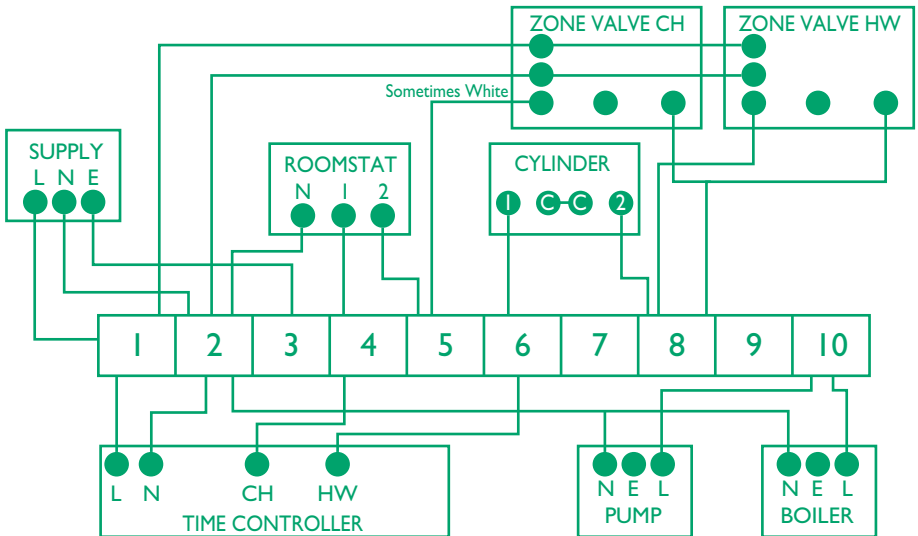 ZONE VALVE CH
ZONE VALVE HW
Sometimes White
SUPPLY
L N E
ROOMSTAT
N 1 2
CYLINDER
1 C C 2
1 2 3 4 5 6 7 8 9 10
L N CH HW
TIME CONTROLLER
N E L
PUMP
N E L
BOILER